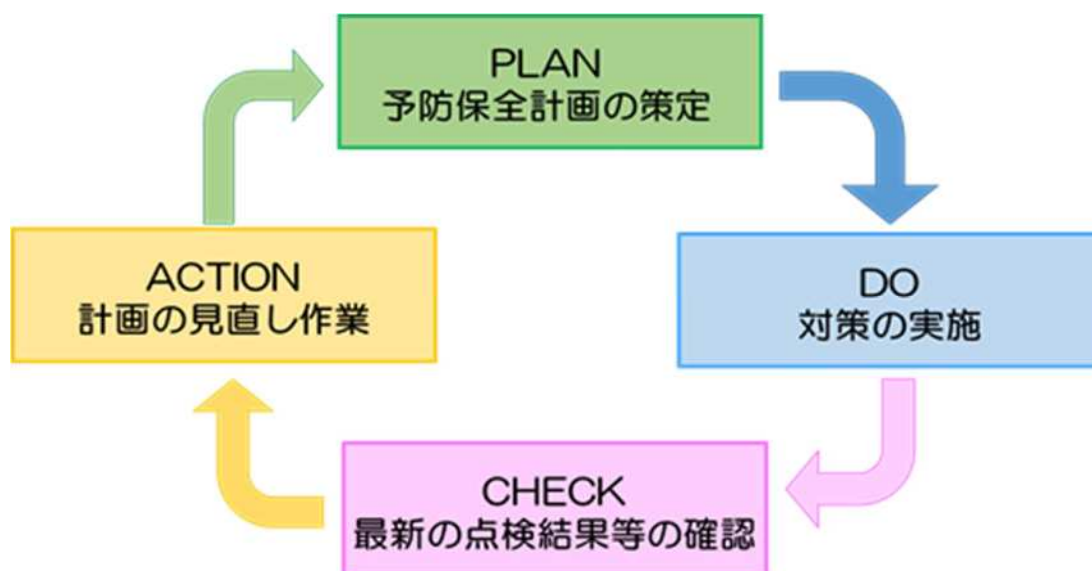 PLAN
予防保全計画の策定
ACTION
計画の見直し作業
DO
対策の実施
CHECK
最新の点検結果等の確認